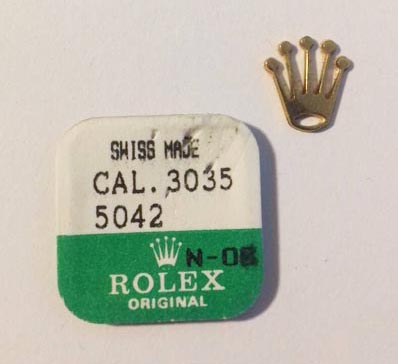 SWISS MADE
CAL. 3035
5042
ROLEX
ORIGINAL